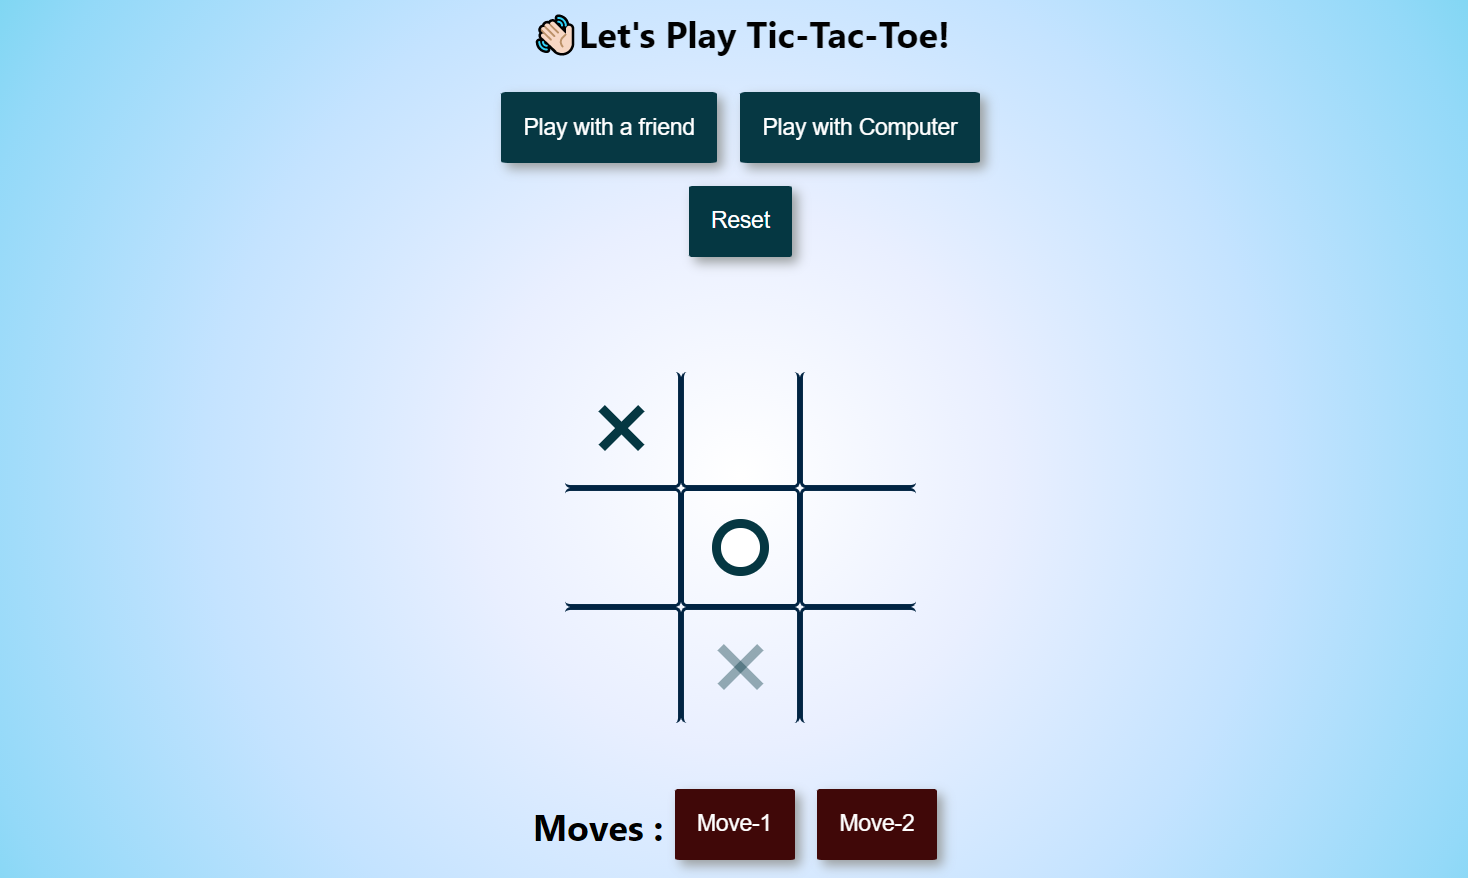 👋🏻Let's Play Tic-Tac-Toe!
Play with a friend
Play with Computer
Reset
Moves :
Move-1
Move-2